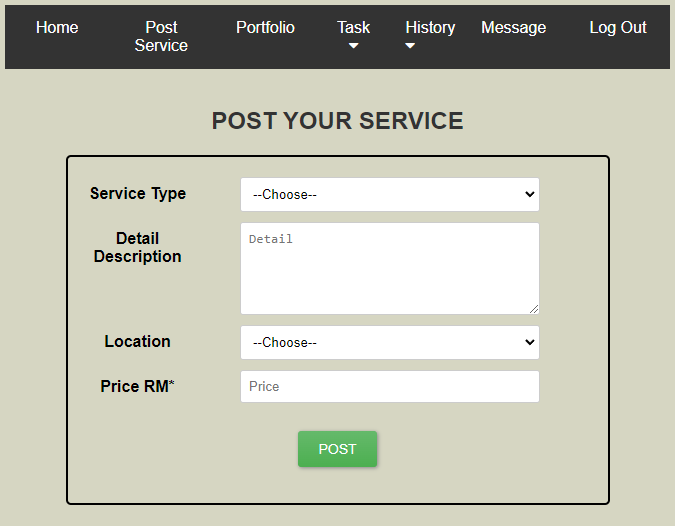 Home
Post
Service
Portfolio
Task
History
Message
Log Out
POST YOUR SERVICE
Service Type
--Choose--
Detail
Description
Detail
Location
--Choose--
Price RM*
Price
POST